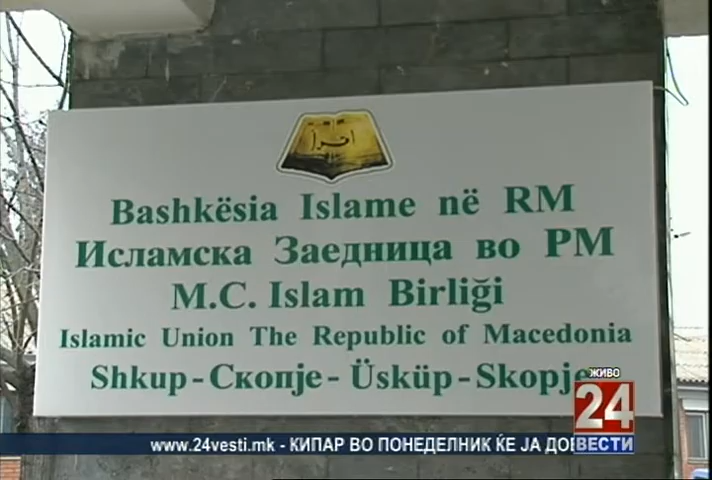 اقرأ
Bashkësia Islame në RM
Исламска Заедница во РМ
M.C. Islam Birliği
Islamic Union The Republic of Macedonia
Shkup - Скопје - Üsküp - Skopje
ЖИВО
24
ВЕСТИ
www.24vesti.mk - КИПАР ВО ПОНЕДЕЛНИК ЌЕ ЈА